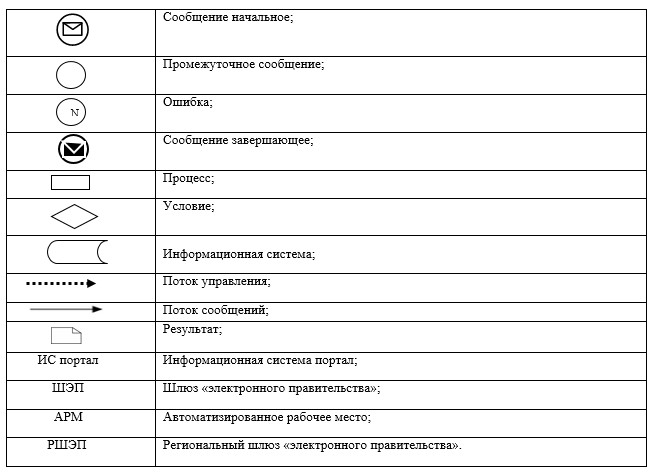 Сообщение начальное;
Промежуточное сообщение;
N Ошибка;
Сообщение завершающее;
Процесс;
Условие;
Информационная система;
Поток управления;
Поток сообщений;
Результат;
ИС портал Информационная система портал;
ШЭП Шлюз «электронного правительства»;
АРМ Автоматизированное рабочее место;
РШЭП Региональный шлюз «электронного правительства».